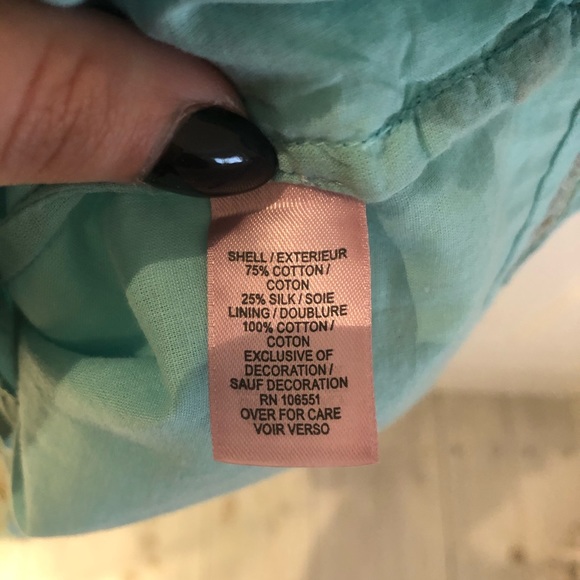 SHELL / EXTERIEUR
75% COTTON /
COTON
25% SILK / SOIE
LINING / DOUBLURE
100% COTTON /
COTON
EXCLUSIVE OF
DECORATION /
SAUF DECORATION
RN 106551
OVER FOR CARE
VOIR VERSO